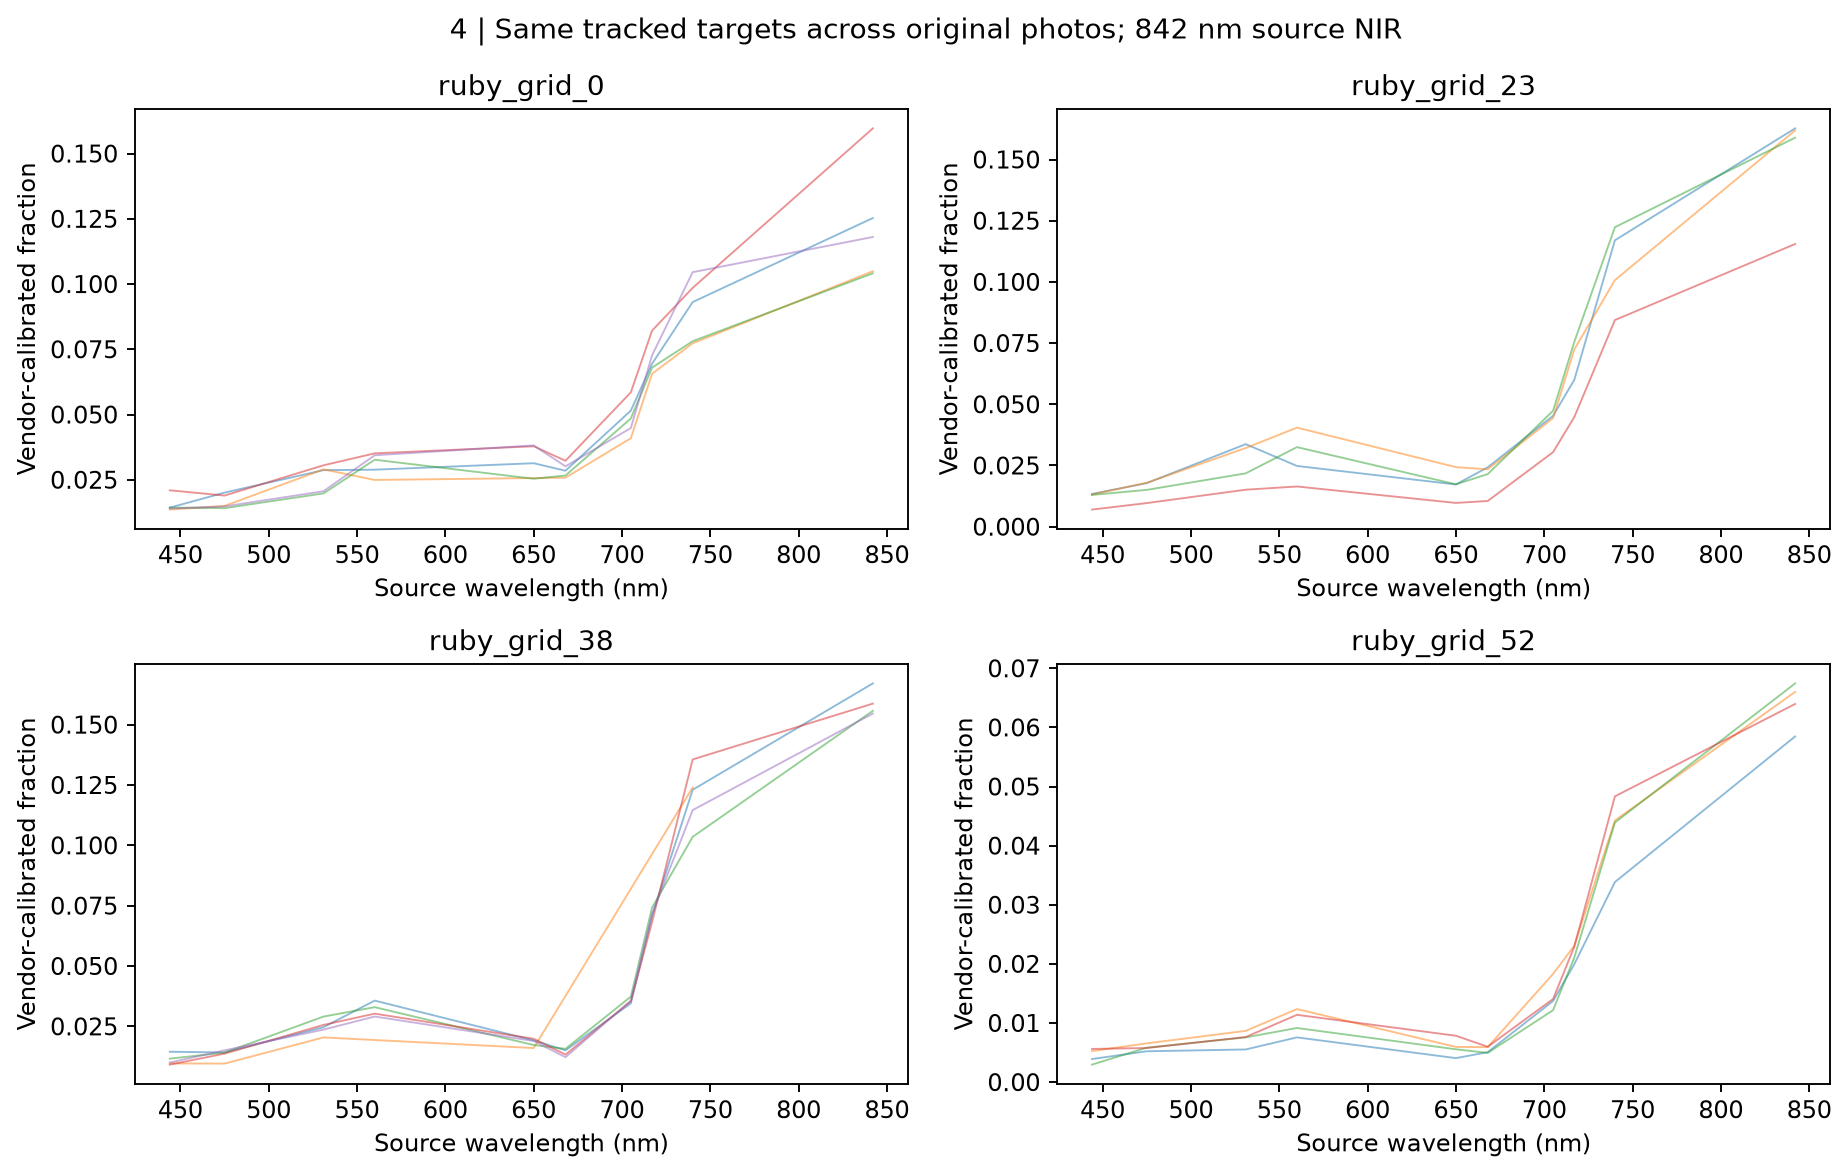 4 | Same tracked targets across original photos; 842 nm source NIR
ruby_grid_0
Vendor-calibrated fraction
0.150
0.125
0.100
0.075
0.050
0.025
450 500 550 600 650 700 750 800 850
Source wavelength (nm)
ruby_grid_23
Vendor-calibrated fraction
0.150
0.125
0.100
0.075
0.050
0.025
0.000
450 500 550 600 650 700 750 800 850
Source wavelength (nm)
ruby_grid_38
Vendor-calibrated fraction
0.150
0.125
0.100
0.075
0.050
0.025
450 500 550 600 650 700 750 800 850
Source wavelength (nm)
ruby_grid_52
Vendor-calibrated fraction
0.07
0.06
0.05
0.04
0.03
0.02
0.01
0.00
450 500 550 600 650 700 750 800 850
Source wavelength (nm)